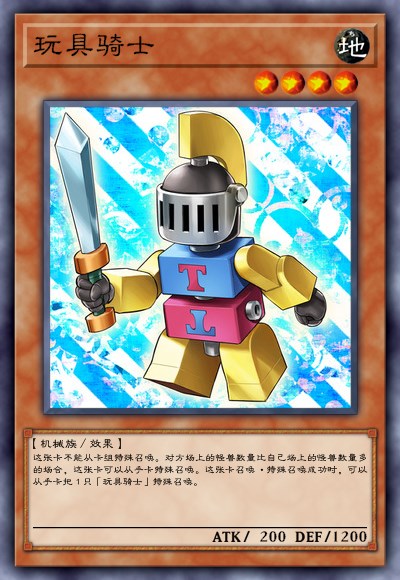 玩具骑士
地
T
T
【机械族／效果】
这张卡不能从卡组特殊召唤。对方场上的怪兽数量比自己场上的怪兽数量多
的场合，这张卡可以从手卡特殊召唤。这张卡召唤·特殊召唤成功时，可以
从手卡把1只「玩具骑士」特殊召唤。
ATK/ 200 DEF/1200